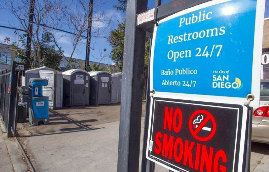 Public
Restrooms
Open 24/7
Baño Público
Abierto 24/7
The City of
SAN
DIEGO
NO
SMOKING